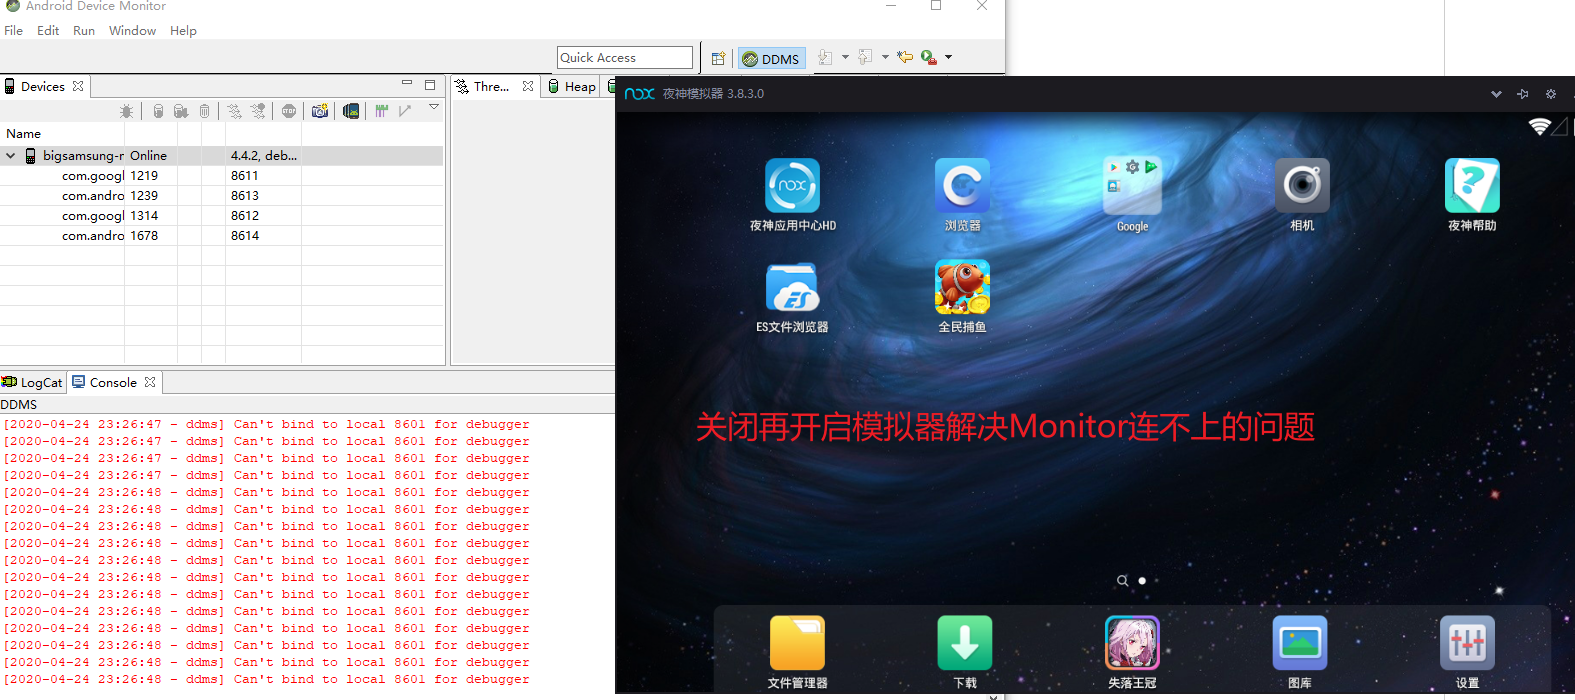 Android Device Monitor
File Edit Run Window Help
Quick Access
DDMS
Devices
Thre...
Heap
Name
bigsamsung-r Online 4.4.2, deb...
com.googl 1219 8611
com.andro 1239 8613
com.googl 1314 8612
com.andro 1678 8614
LogCat
Console
DDMS
[2020-04-24 23:26:47 - ddms] Can't bind to local 8601 for debugger
[2020-04-24 23:26:47 - ddms] Can't bind to local 8601 for debugger
[2020-04-24 23:26:47 - ddms] Can't bind to local 8601 for debugger
[2020-04-24 23:26:47 - ddms] Can't bind to local 8601 for debugger
[2020-04-24 23:26:48 - ddms] Can't bind to local 8601 for debugger
[2020-04-24 23:26:48 - ddms] Can't bind to local 8601 for debugger
[2020-04-24 23:26:48 - ddms] Can't bind to local 8601 for debugger
[2020-04-24 23:26:48 - ddms] Can't bind to local 8601 for debugger
[2020-04-24 23:26:48 - ddms] Can't bind to local 8601 for debugger
[2020-04-24 23:26:48 - ddms] Can't bind to local 8601 for debugger
[2020-04-24 23:26:48 - ddms] Can't bind to local 8601 for debugger
[2020-04-24 23:26:48 - ddms] Can't bind to local 8601 for debugger
[2020-04-24 23:26:48 - ddms] Can't bind to local 8601 for debugger
[2020-04-24 23:26:48 - ddms] Can't bind to local 8601 for debugger
[2020-04-24 23:26:48 - ddms] Can't bind to local 8601 for debugger
[2020-04-24 23:26:48 - ddms] Can't bind to local 8601 for debugger
nox 夜神模拟器 3.8.3.0
nox
夜神应用中心HD
浏览器
Google
相机
夜神帮助
ES
ES文件浏览器
全民捕鱼
关闭再开启模拟器解决Monitor连不上的问题
文件管理器
下载
失落王冠
图库
设置